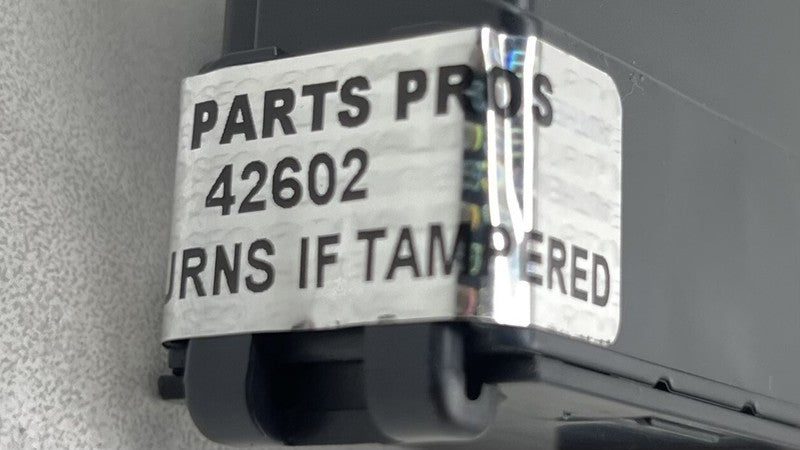 PARTS PROS
42602
URNS IF TAMPERED